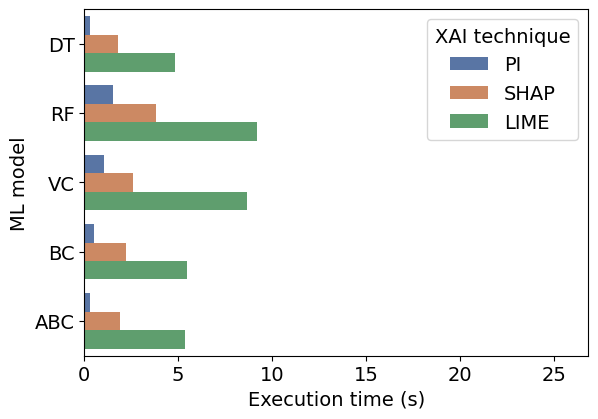 XAI technique
PI
SHAP
LIME
ML model
DT
RF
VC
BC
ABC
0 5 10 15 20 25
Execution time (s)